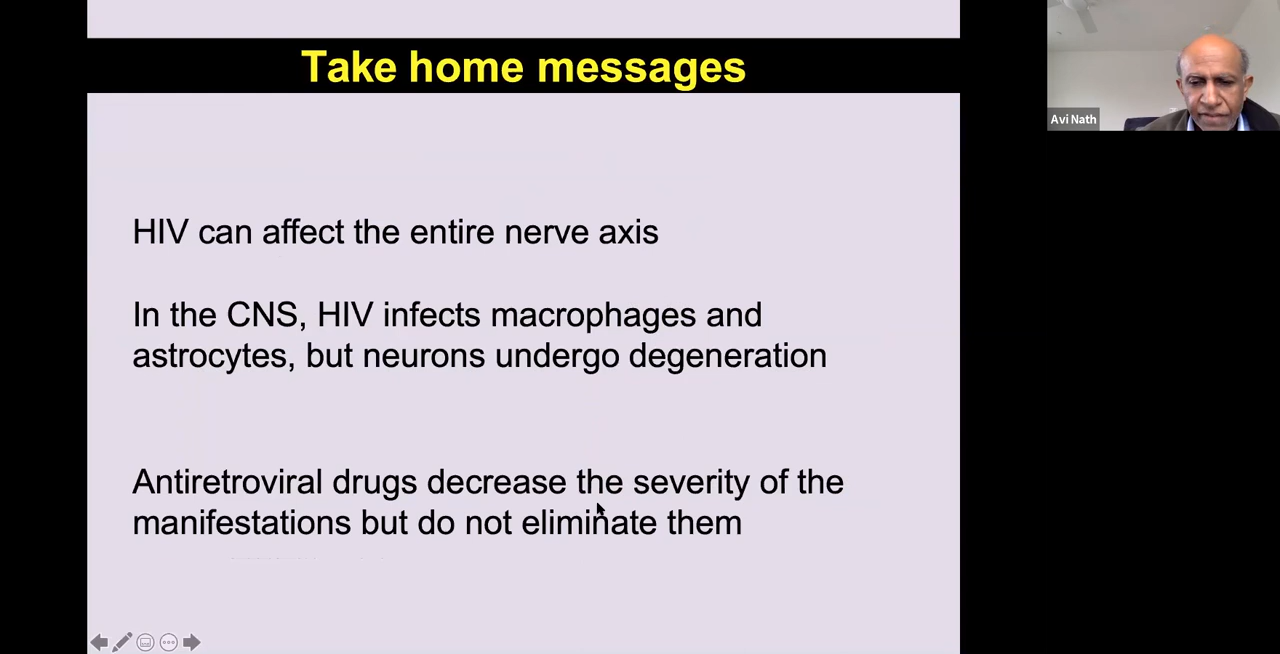 Take home messages
Avi Nath
HIV can affect the entire nerve axis
In the CNS, HIV infects macrophages and
astrocytes, but neurons undergo degeneration
Antiretroviral drugs decrease the severity of the
manifestations but do not eliminate them